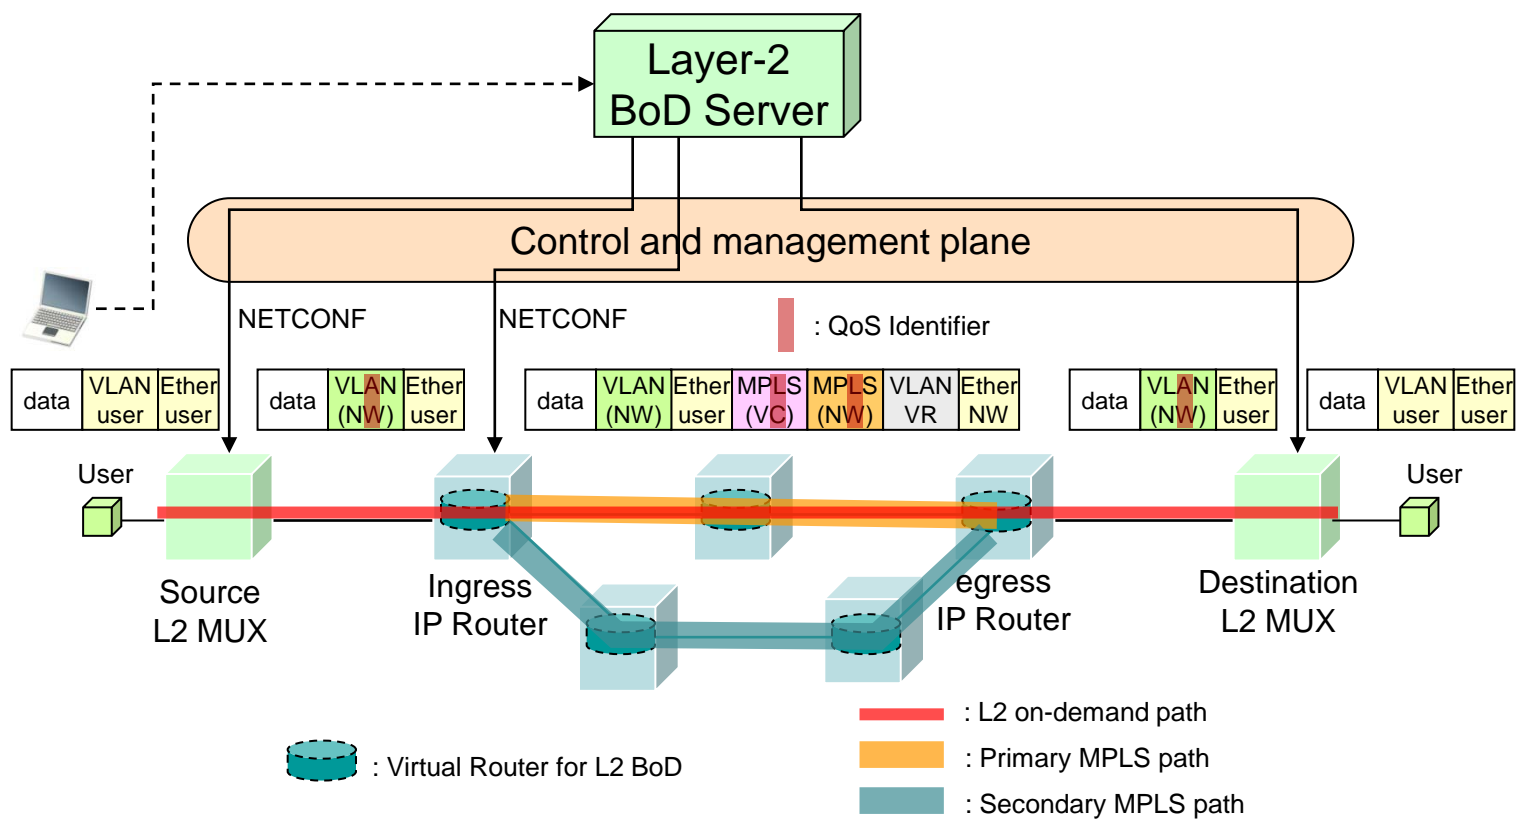 Layer-2
BoD Server
Control and management plane
NETCONF
NETCONF
: QoS Identifier
data
VLAN
user
Ether
user
data
VLAN
(NW)
Ether
user
data
VLAN
(NW)
Ether
user
MPLS
(VC)
MPLS
(NW)
VLAN
VR
Ether
NW
data
VLAN
(NW)
Ether
user
data
VLAN
user
Ether
user
User
User
Source
L2 MUX
Ingress
IP Router
egress
IP Router
Destination
L2 MUX
: L2 on-demand path
: Primary MPLS path
: Secondary MPLS path
: Virtual Router for L2 BoD